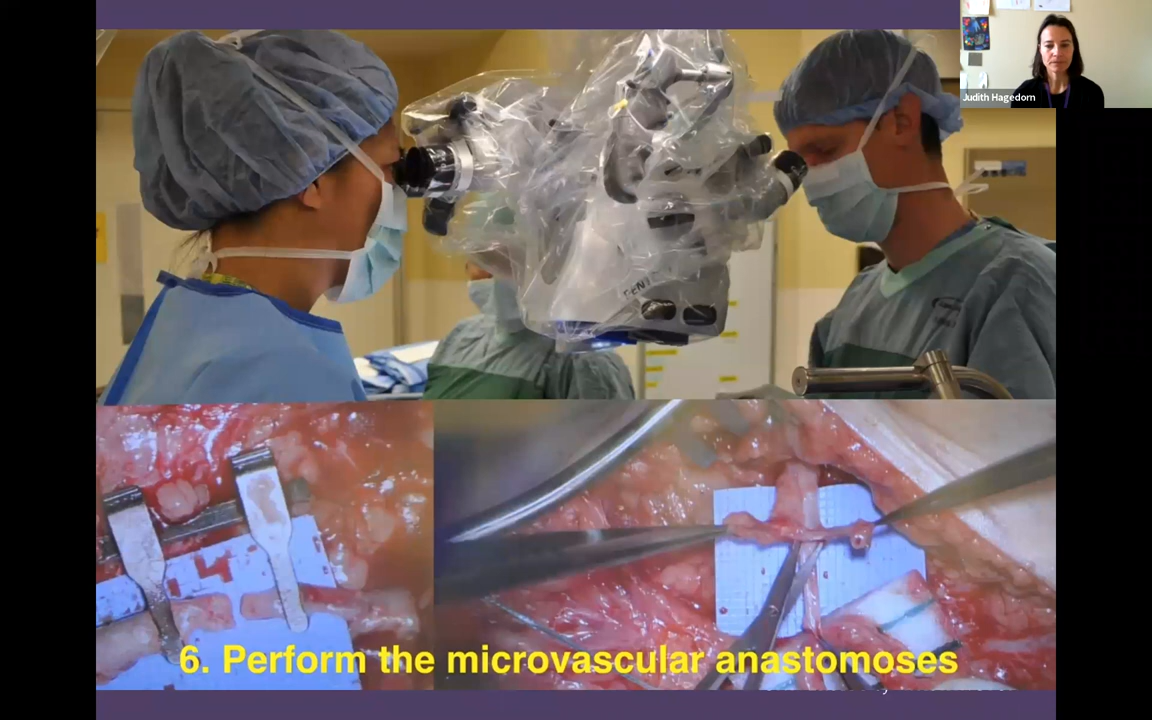 Judith Hagedorn
6. Perform the microvascular anastomoses